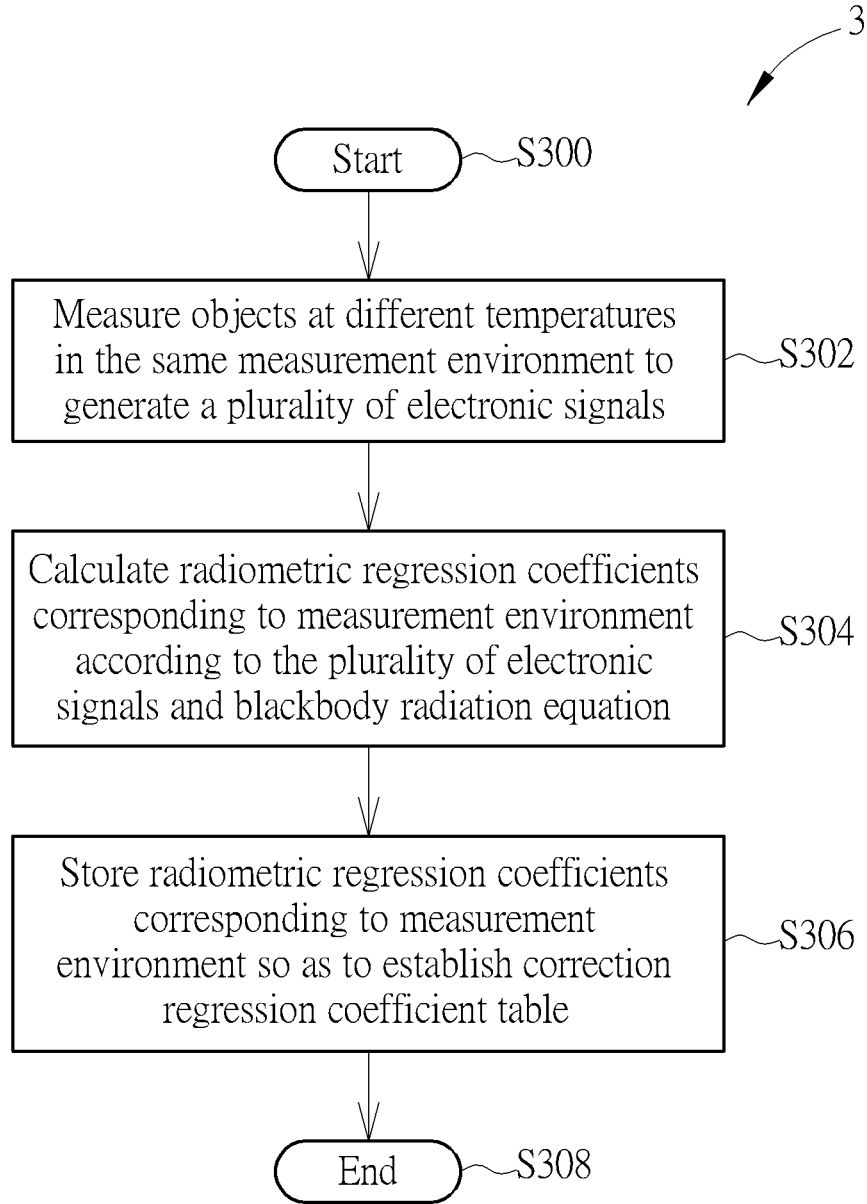 3
Start
S300
Measure objects at different temperatures
in the same measurement environment to
generate a plurality of electronic signals
S302
Calculate radiometric regression coefficients
corresponding to measurement environment
according to the plurality of electronic
signals and blackbody radiation equation
S304
Store radiometric regression coefficients
corresponding to measurement
environment so as to establish correction
regression coefficient table
S306
End
S308